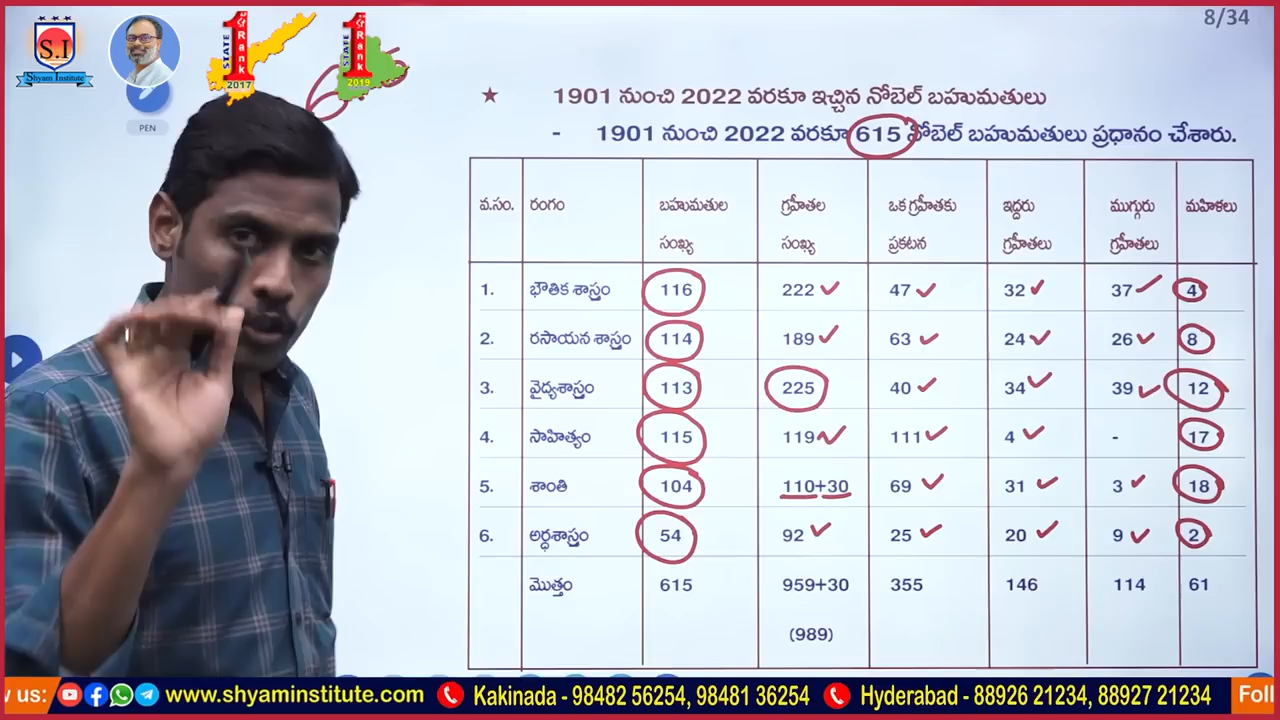 8/34
S.I
Shyam Institute
STATE 1 Rank 2017
STATE 1 Rank 2019
PEN
★ 1901 నుంచి 2022 వరకూ ఇచ్చిన నోబెల్ బహుమతులు
- 1901 నుంచి 2022 వరకూ 615 నోబెల్ బహుమతులు ప్రధానం చేశారు.
వ.సం. రంగం బహుమతుల సంఖ్య గ్రహీతల సంఖ్య ఒక గ్రహీతకు ప్రకటన ఇద్దరు గ్రహీతలు ముగ్గురు గ్రహీతలు మహిళలు
1. భౌతిక శాస్త్రం 116 222 47 32 37 4
2. రసాయన శాస్త్రం 114 189 63 24 26 8
3. వైద్యశాస్త్రం 113 225 40 34 39 12
4. సాహిత్యం 115 119 111 4 - 17
5. శాంతి 104 110+30 69 31 3 18
6. అర్ధశాస్త్రం 54 92 25 20 9 2
మొత్తం 615 959+30 355 146 114 61
(989)
w us: www.shyaminstitute.com Kakinada - 98482 56254, 98481 36254 Hyderabad - 88926 21234, 88927 21234 Foll